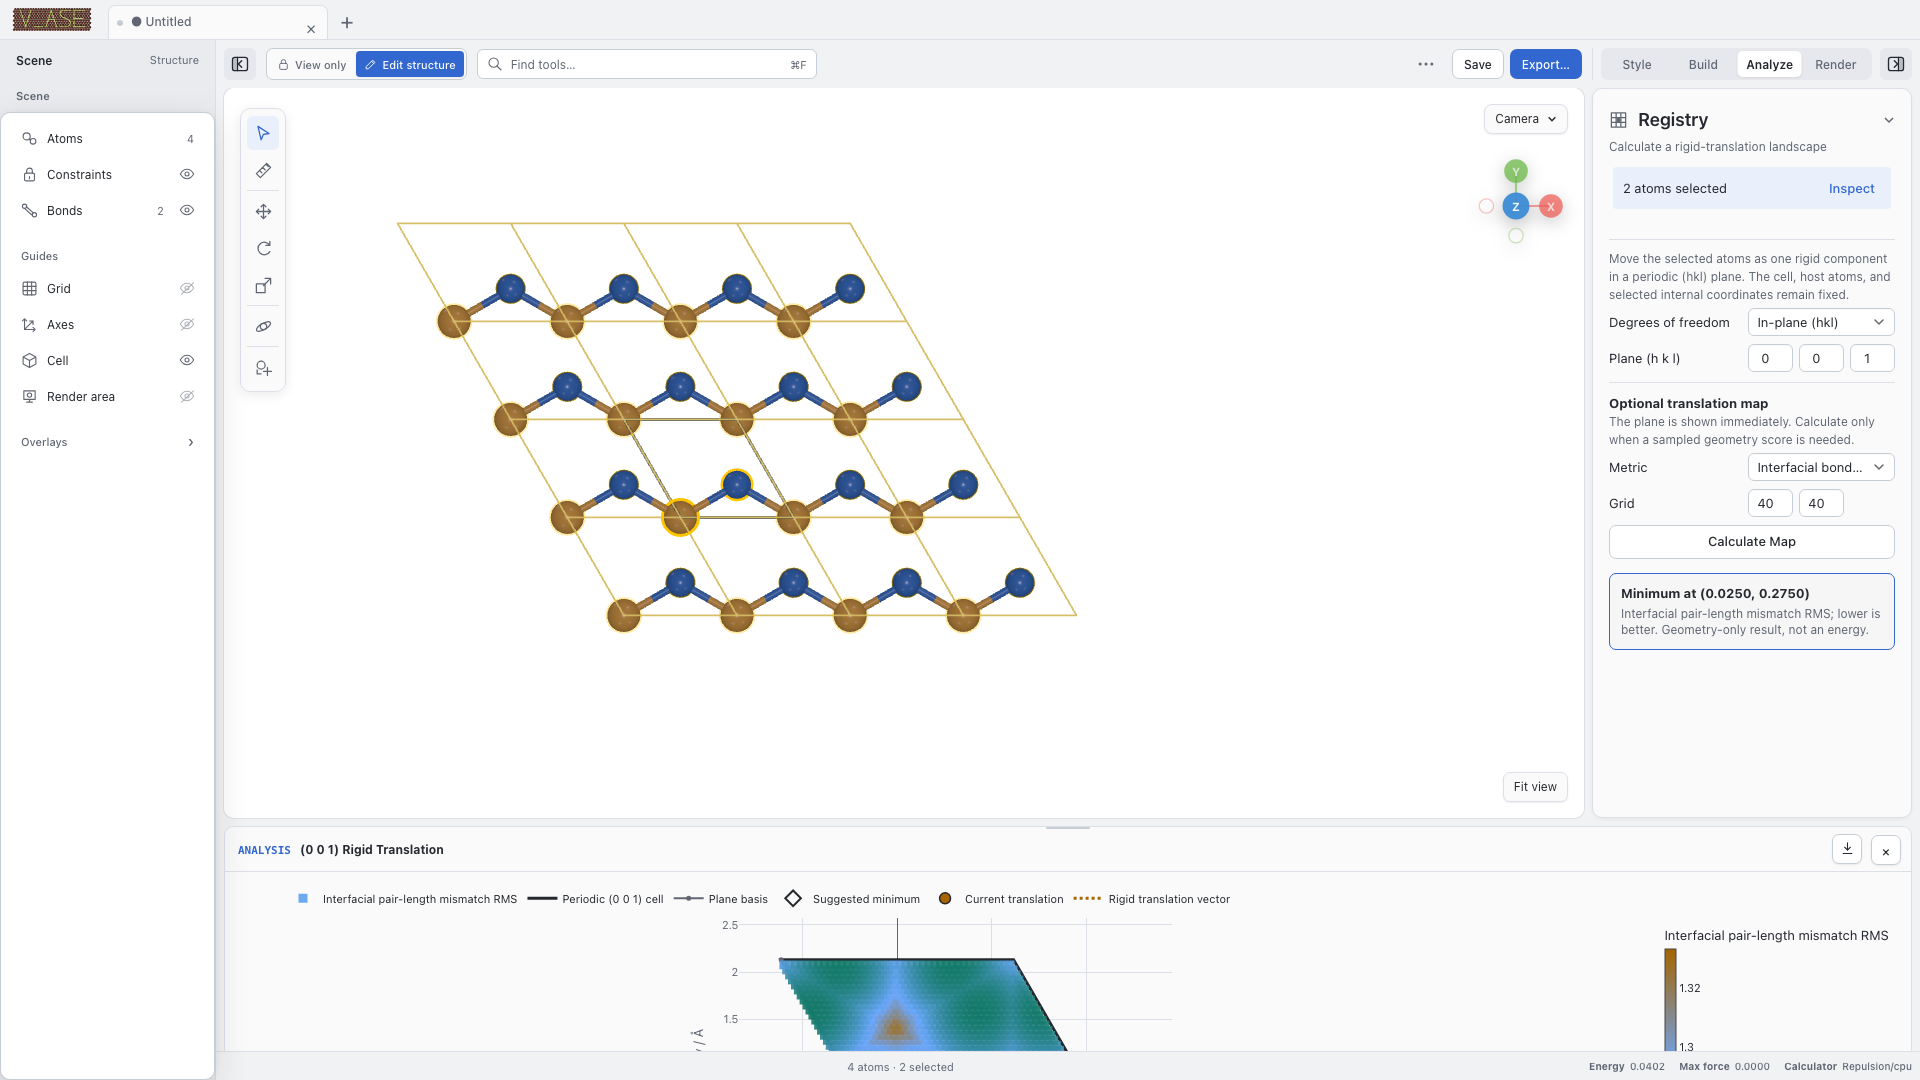 V_ASE
Untitled
Scene
Structure
View only
Edit structure
Find tools...
⌘F
Save
Export...
Style
Build
Analyze
Render
Scene
Atoms
4
Constraints
Bonds
2
Guides
Grid
Axes
Cell
Render area
Overlays
Camera
Y
Z
X
Fit view
Registry
Calculate a rigid-translation landscape
2 atoms selected
Inspect
Move the selected atoms as one rigid component
in a periodic (hkl) plane. The cell, host atoms, and
selected internal coordinates remain fixed.
Degrees of freedom
In-plane (hkl)
Plane (h k l)
0
0
1
Optional translation map
The plane is shown immediately. Calculate only
when a sampled geometry score is needed.
Metric
Interfacial bond...
Grid
40
40
Calculate Map
Minimum at (0.0250, 0.2750)
Interfacial pair-length mismatch RMS; lower is
better. Geometry-only result, not an energy.
ANALYSIS
(0 0 1) Rigid Translation
Interfacial pair-length mismatch RMS
Periodic (0 0 1) cell
Plane basis
Suggested minimum
Current translation
Rigid translation vector
2.5
2
1.5
/ Å
Interfacial pair-length mismatch RMS
1.32
1.3
4 atoms · 2 selected
Energy 0.0402
Max force 0.0000
Calculator Repulsion/cpu